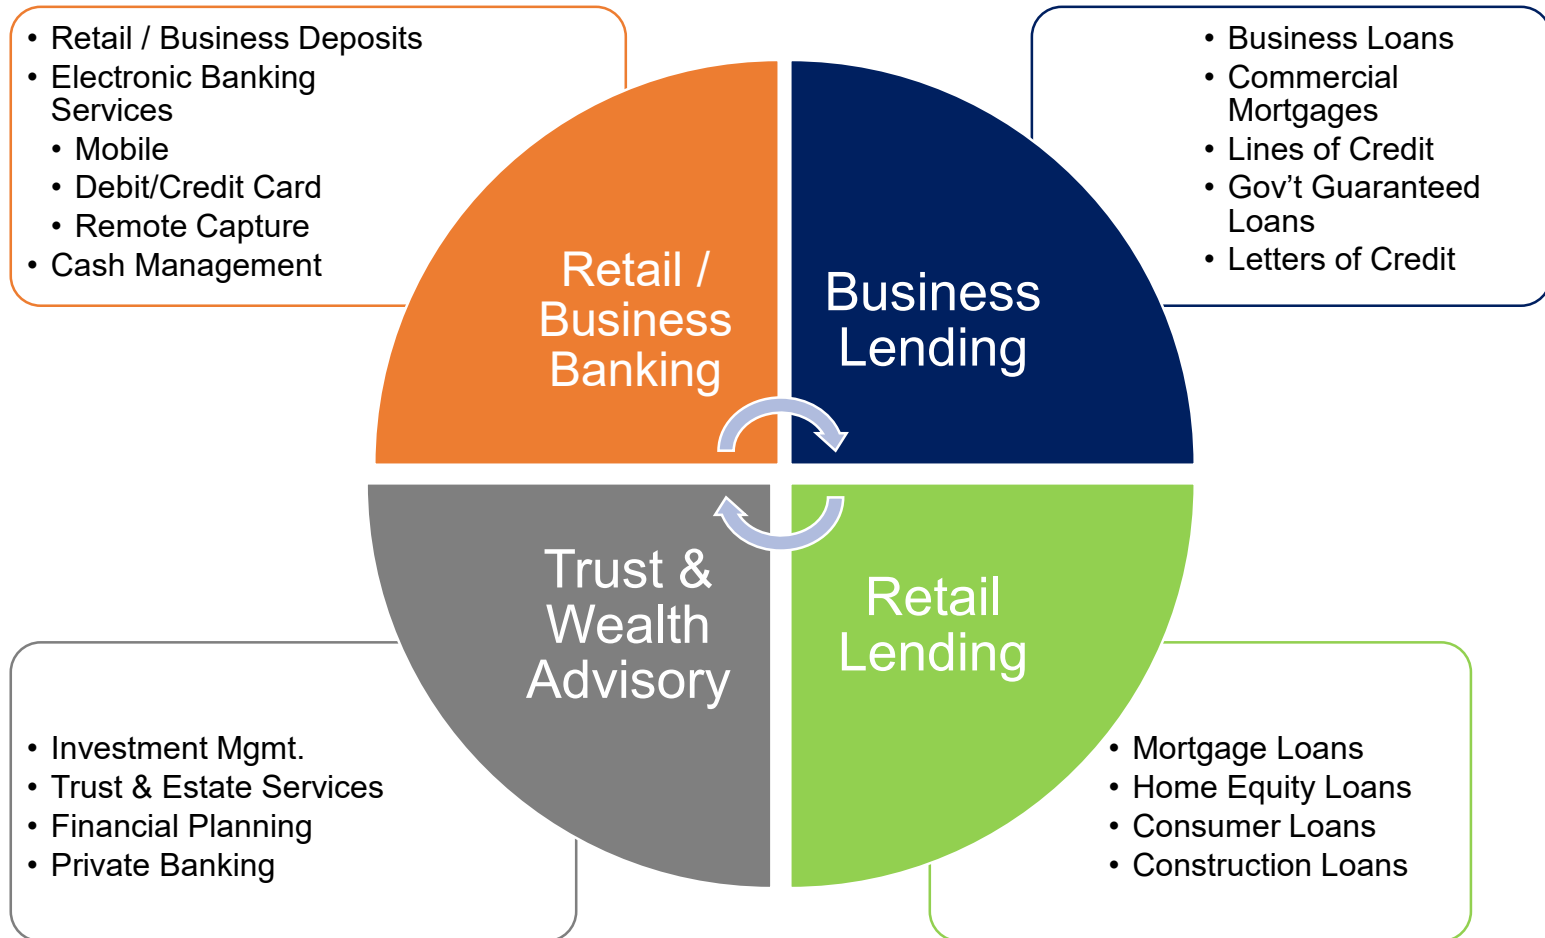 • Retail / Business Deposits
• Electronic Banking
Services
• Mobile
• Debit/Credit Card
• Remote Capture
• Cash Management
Retail /
Business
Banking
• Business Loans
• Commercial
Mortgages
• Lines of Credit
• Gov’t Guaranteed
Loans
• Letters of Credit
Business
Lending
Trust &
Wealth
Advisory
• Investment Mgmt.
• Trust & Estate Services
• Financial Planning
• Private Banking
Retail
Lending
• Mortgage Loans
• Home Equity Loans
• Consumer Loans
• Construction Loans